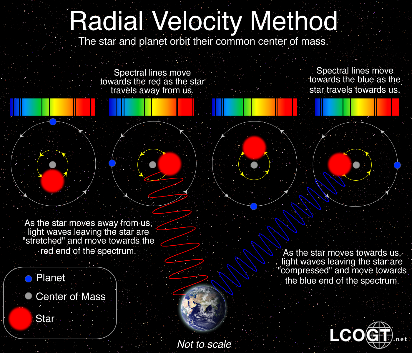 Radial Velocity Method
The star and planet orbit their common center of mass.
Spectral lines move
towards the red as the star
travels away from us.
Spectral lines move
towards the blue as the
star travels towards us.
As the star moves away from us,
light waves leaving the star are
"stretched" and move towards the
red end of the spectrum.
As the star moves towards us,
light waves leaving the star are
"compressed" and move towards
the blue end of the spectrum.
Planet
Center of Mass
Star
Not to scale
LCOGT.net